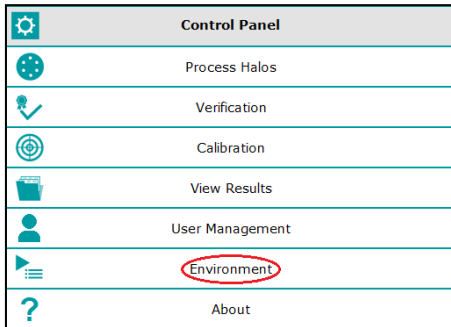 Control Panel
Process Halos
Verification
Calibration
View Results
User Management
Environment
About